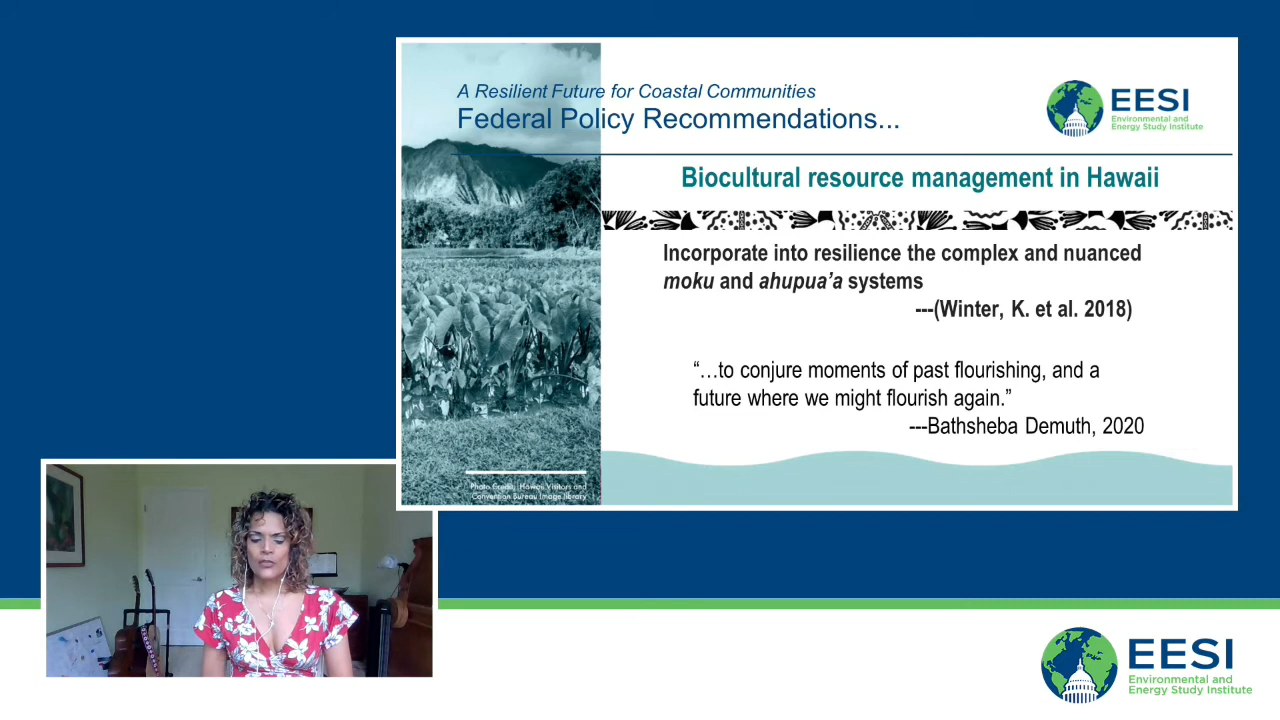 A Resilient Future for Coastal Communities
Federal Policy Recommendations...
EESI
Environmental and
Energy Study Institute
Biocultural resource management in Hawaii
Incorporate into resilience the complex and nuanced
moku and ahupua’a systems
---(Winter, K. et al. 2018)
“…to conjure moments of past flourishing, and a
future where we might flourish again.”
---Bathsheba Demuth, 2020
Photo Credit: Hawaii Visitors and
Convention Bureau Image library
EESI
Environmental and
Energy Study Institute